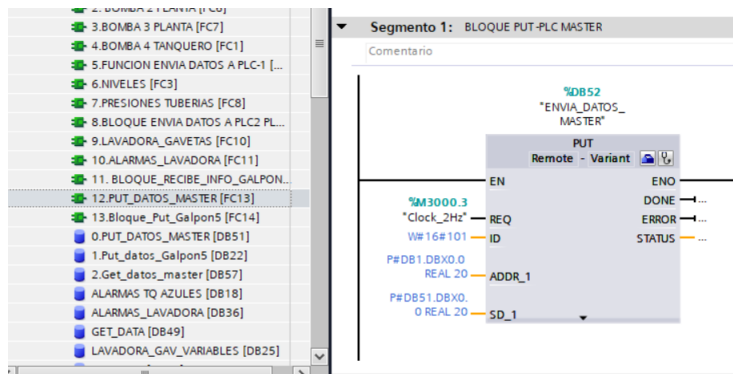 2. BOMBA 2 PLANTA [FC6]
3.BOMBA 3 PLANTA [FC7]
4.BOMBA 4 TANQUERO [FC1]
5.FUNCION ENVIA DATOS A PLC-1 [...
6.NIVELES [FC3]
7.PRESIONES TUBERIAS [FC8]
8.BLOQUE ENVIA DATOS A PLC2 PL...
9.LAVADORA_GAVETAS [FC10]
10.ALARMAS_LAVADORA [FC11]
11. BLOQUE_RECIBE_INFO_GALPON...
12.PUT_DATOS_MASTER [FC13]
13.Bloque_Put_Galpon5 [FC14]
0.PUT_DATOS_MASTER [DB51]
1.Put_datos_Galpon5 [DB22]
2.Get_datos_master [DB57]
ALARMAS TQ AZULES [DB18]
ALARMAS_LAVADORA [DB36]
GET_DATA [DB49]
LAVADORA_GAV_VARIABLES [DB25]
Segmento 1: BLOQUE PUT-PLC MASTER
Comentario
%DB52
"ENVIA_DATOS_
MASTER"
PUT
Remote - Variant
EN ENO
%M3000.3 DONE ...
"Clock_2Hz" REQ ERROR ...
W#16#101 ID STATUS ...
P#DB1.DBX0.0
REAL 20 ADDR_1
P#DB51.DBX0.
0 REAL 20 SD_1